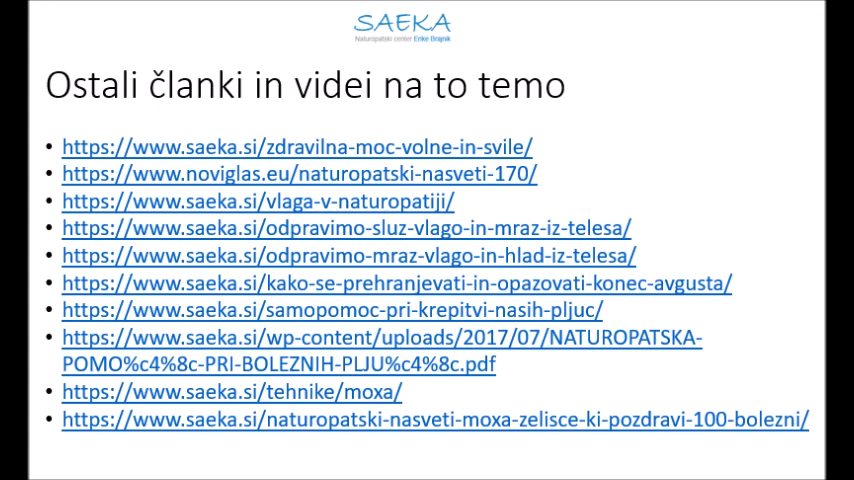 SAEKA
Naturopatski center Erike Brajnik
Ostali članki in videi na to temo
• https://www.saeka.si/zdravilna-moc-volne-in-svile/
• https://www.noviglas.eu/naturopatski-nasveti-170/
• https://www.saeka.si/vlaga-v-naturopatiji/
• https://www.saeka.si/odpravimo-sluz-vlago-in-mraz-iz-telesa/
• https://www.saeka.si/odpravimo-mraz-vlago-in-hlad-iz-telesa/
• https://www.saeka.si/kako-se-prehranjevati-in-opazovati-konec-avgusta/
• https://www.saeka.si/samopomoc-pri-krepitvi-nasih-pljuc/
• https://www.saeka.si/wp-content/uploads/2017/07/NATUROPATSKA-
POMO%c4%8c-PRI-BOLEZNIH-PLJU%c4%8c.pdf
• https://www.saeka.si/tehnike/moxa/
• https://www.saeka.si/naturopatski-nasveti-moxa-zelisce-ki-pozdravi-100-bolezni/